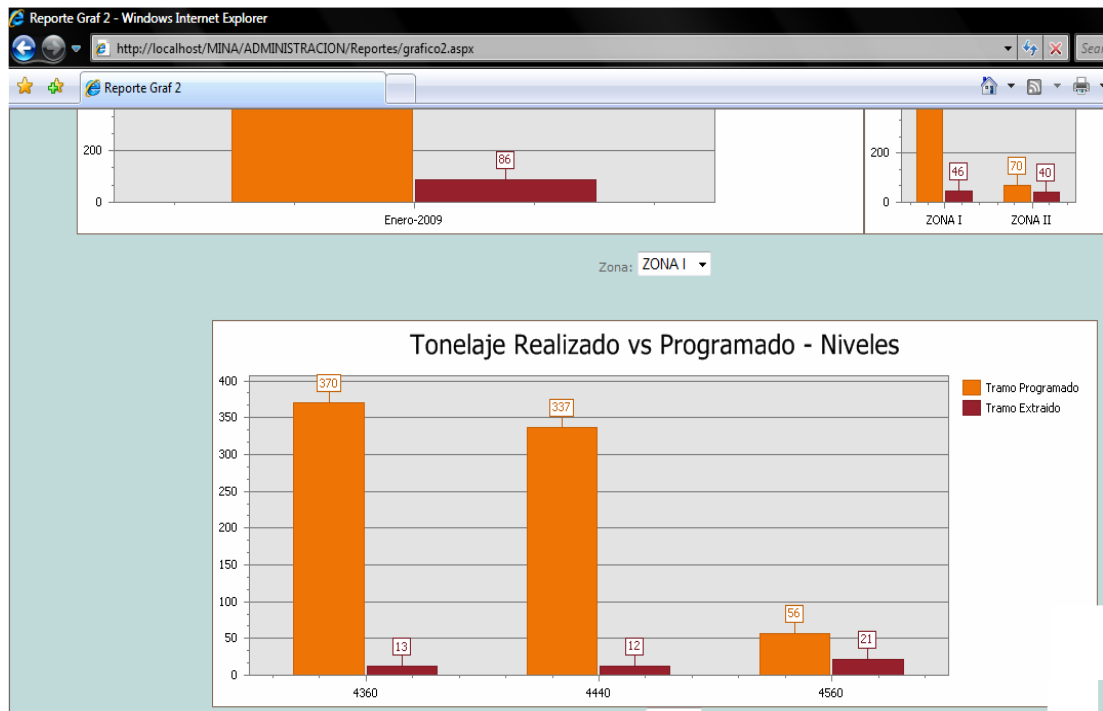 Reporte Graf 2 - Windows Internet Explorer
http://localhost/MINA/ADMINISTRACION/Reportes/grafico2.aspx
Reporte Graf 2
200
86
0
Enero-2009
200
46
70
40
0
ZONA I
ZONA II
Zona: ZONA I
Tonelaje Realizado vs Programado - Niveles
Tramo Programado
Tramo Extraido
400
350
300
250
200
150
100
50
0
370
13
337
12
56
21
4360
4440
4560